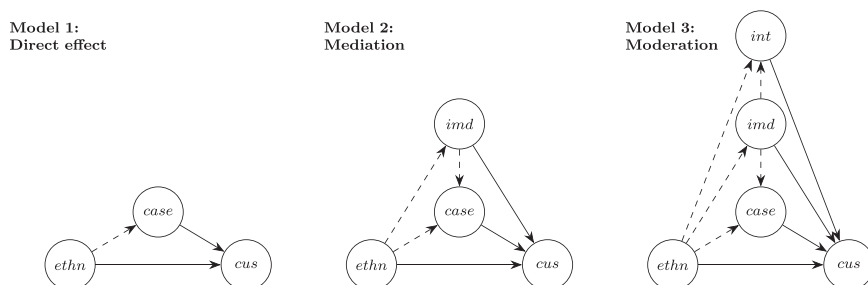 Model 1:
Direct effect
case
ethn
cus
Model 2:
Mediation
imd
case
ethn
cus
Model 3:
Moderation
int
imd
case
ethn
cus